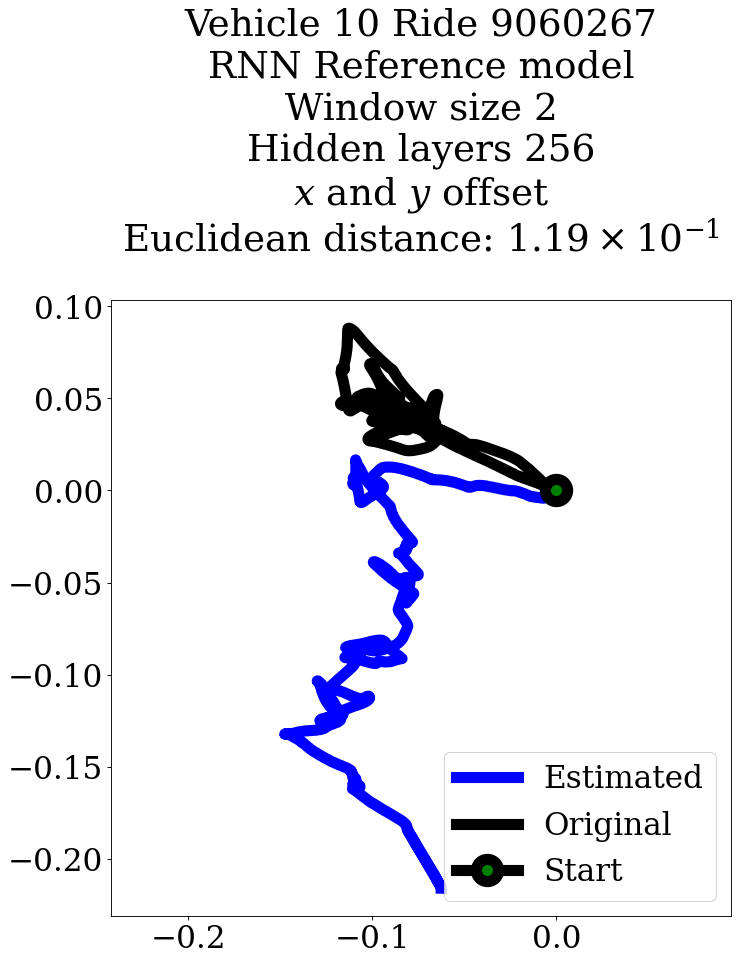 Vehicle 10 Ride 9060267
RNN Reference model
Window size 2
Hidden layers 256
x and y offset
Euclidean distance: 1.19 × 10⁻¹
0.10
0.05
0.00
−0.05
−0.10
−0.15
−0.20
Estimated
Original
Start
−0.2 −0.1 0.0